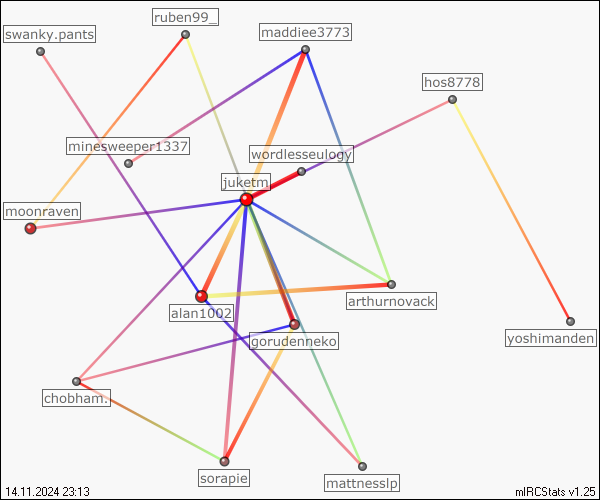 ruben99_
swanky.pants
maddiee3773
hos8778
minesweeper1337
wordlesseulogy
juketm
moonraven
arthurnovack
alan1002
gorudenneko
yoshimanden
chobham.
sorapie
mattnesslp
14.11.2024 23:13
mIRCStats v1.25